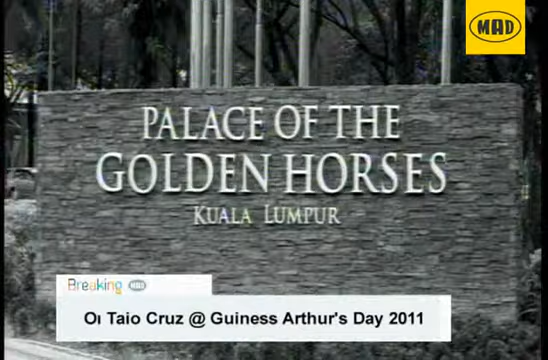 MAD
PALACE OF THE
GOLDEN HORSES
KUALA LUMPUR
Breaking MAD
Οι Taio Cruz @ Guiness Arthur's Day 2011